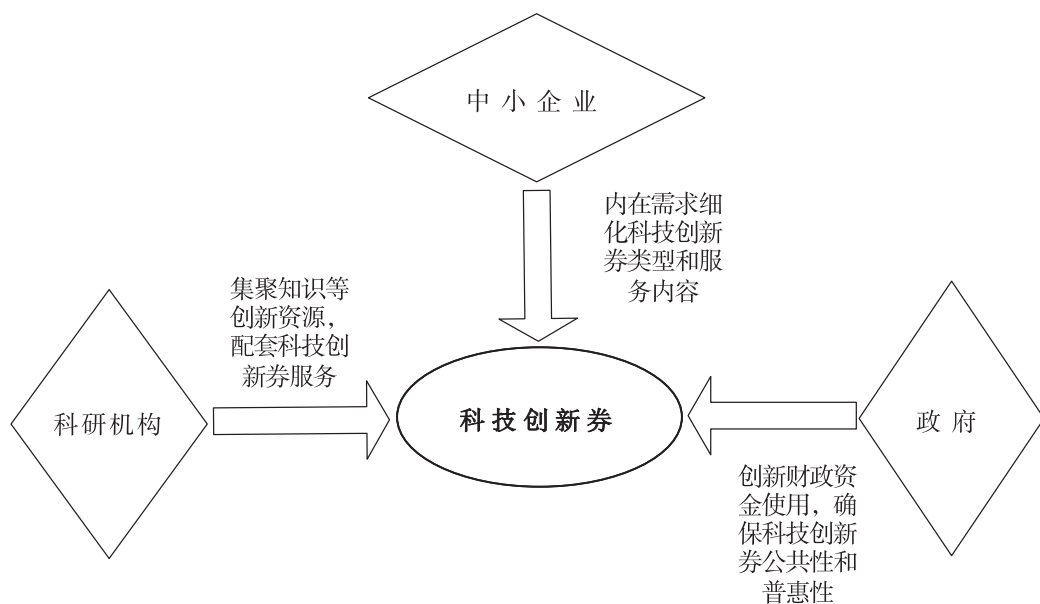 中小企业
内在需求细
化科技创新
券类型和服
务内容
集聚知识等
创新资源,
配套科技创
新券服务
科研机构
科技创新券
政府
创新财政资
金使用, 确
保科技创新
券公共性和
普惠性